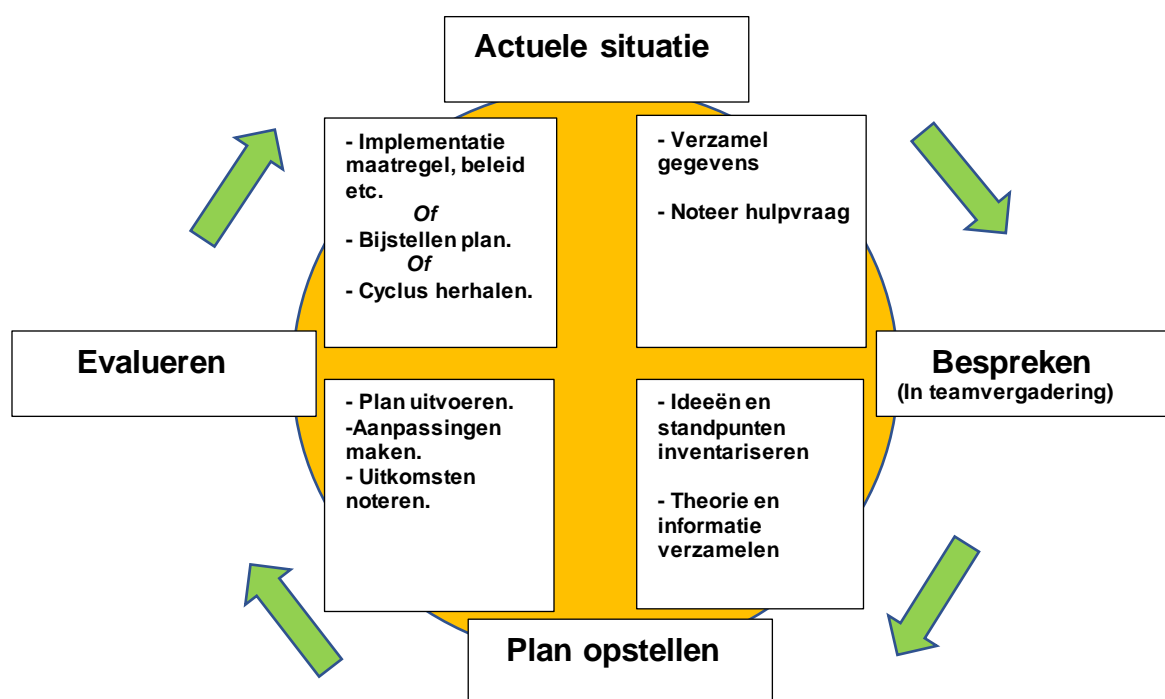 Actuele situatie
- Implementatie
maatregel, beleid
etc.
Of
- Bijstellen plan.
Of
- Cyclus herhalen.
- Verzamel
gegevens
- Noteer hulpvraag
Evalueren
Bespreken
(In teamvergadering)
- Plan uitvoeren.
-Aanpassingen
maken.
- Uitkomsten
noteren.
- Ideeën en
standpunten
inventariseren
- Theorie en
informatie
verzamelen
Plan opstellen